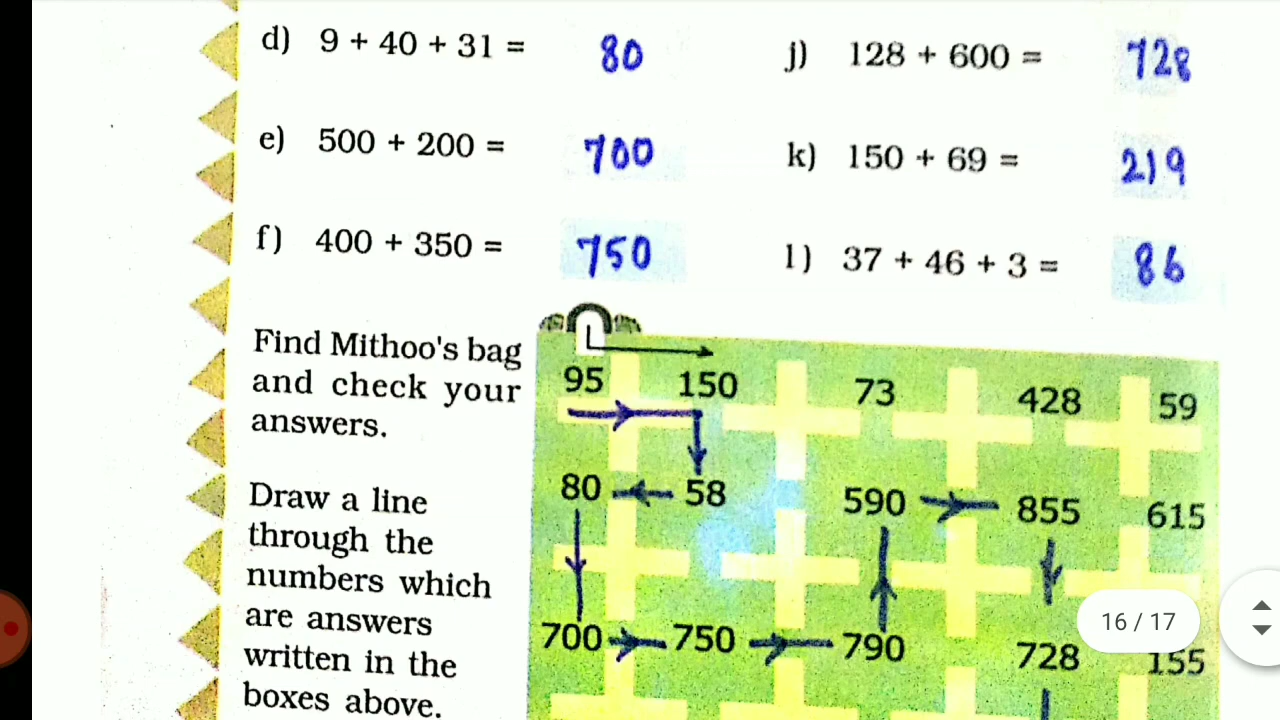 d) 9 + 40 + 31 = 80
j) 128 + 600 = 728
e) 500 + 200 = 700
k) 150 + 69 = 219
f) 400 + 350 = 750
l) 37 + 46 + 3 = 86
Find Mithoo's bag
and check your
answers.
Draw a line
through the
numbers which
are answers
written in the
boxes above.
95 150 73 428 59
80 58 590 855 615
700 750 790 728 155
16 / 17